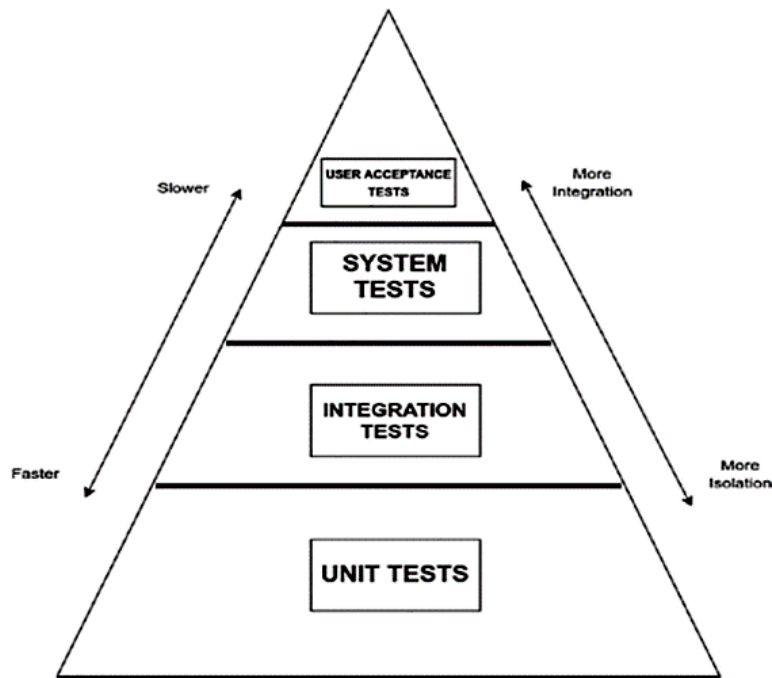 USER ACCEPTANCE
TESTS
Slower
More
Integration
SYSTEM
TESTS
INTEGRATION
TESTS
Faster
More
Isolation
UNIT TESTS